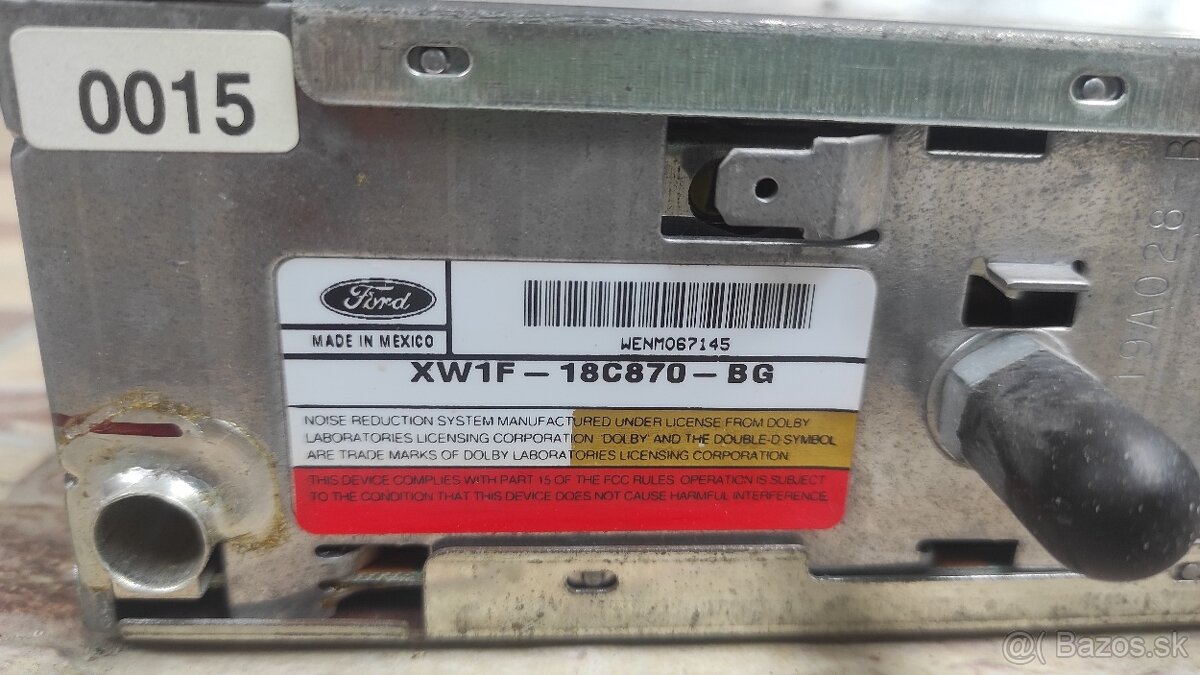 0015
Ford
MADE IN MEXICO
WENM067145
XW1F-18C870-BG
NOISE REDUCTION SYSTEM MANUFACTURED UNDER LICENSE FROM DOLBY
LABORATORIES LICENSING CORPORATION 'DOLBY' AND THE DOUBLE-D SYMBOL
ARE TRADE MARKS OF DOLBY LABORATORIES LICENSING CORPORATION
THIS DEVICE COMPLIES WITH PART 15 OF THE FCC RULES. OPERATION IS SUBJECT
TO THE CONDITION THAT THIS DEVICE DOES NOT CAUSE HARMFUL INTERFERENCE.
19A028-B
@( Bazos.sk